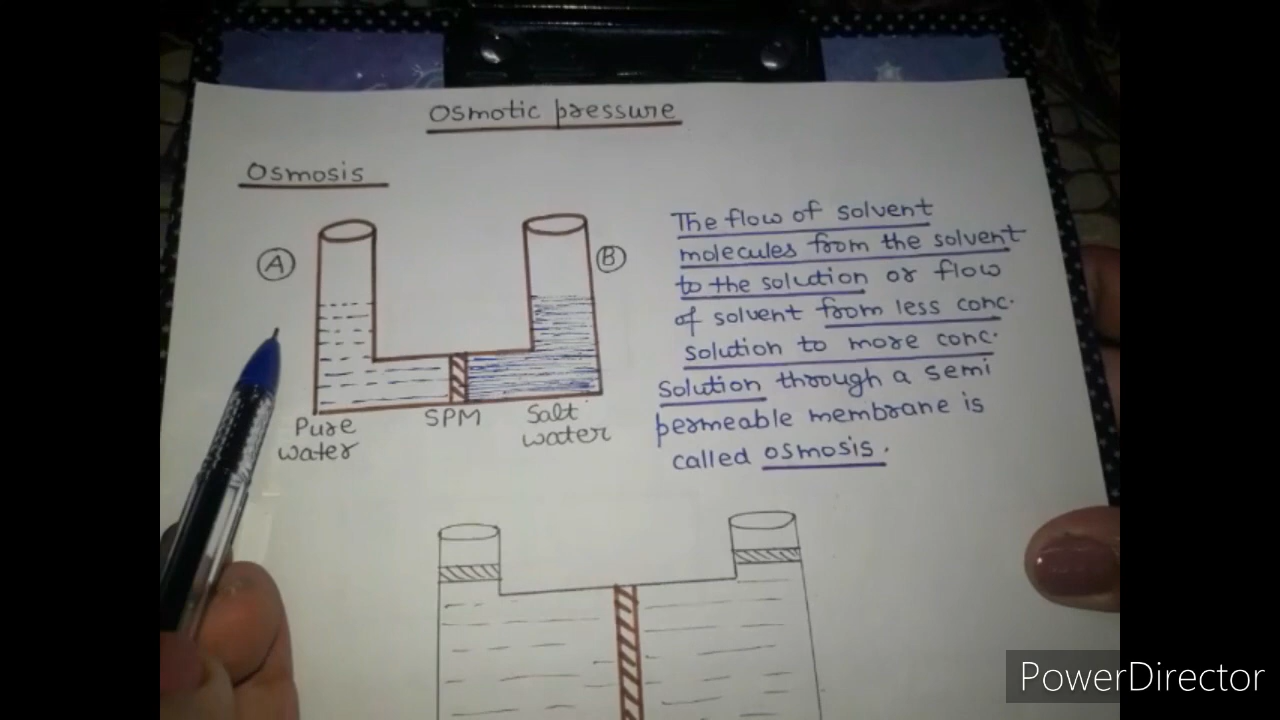 Osmotic pressure
Osmosis
A
B
Pure
water
SPM
Salt
water
The flow of solvent
molecules from the solvent
to the solution or flow
of solvent from less conc.
solution to more conc.
solution through a semi
permeable membrane is
called osmosis.
PowerDirector